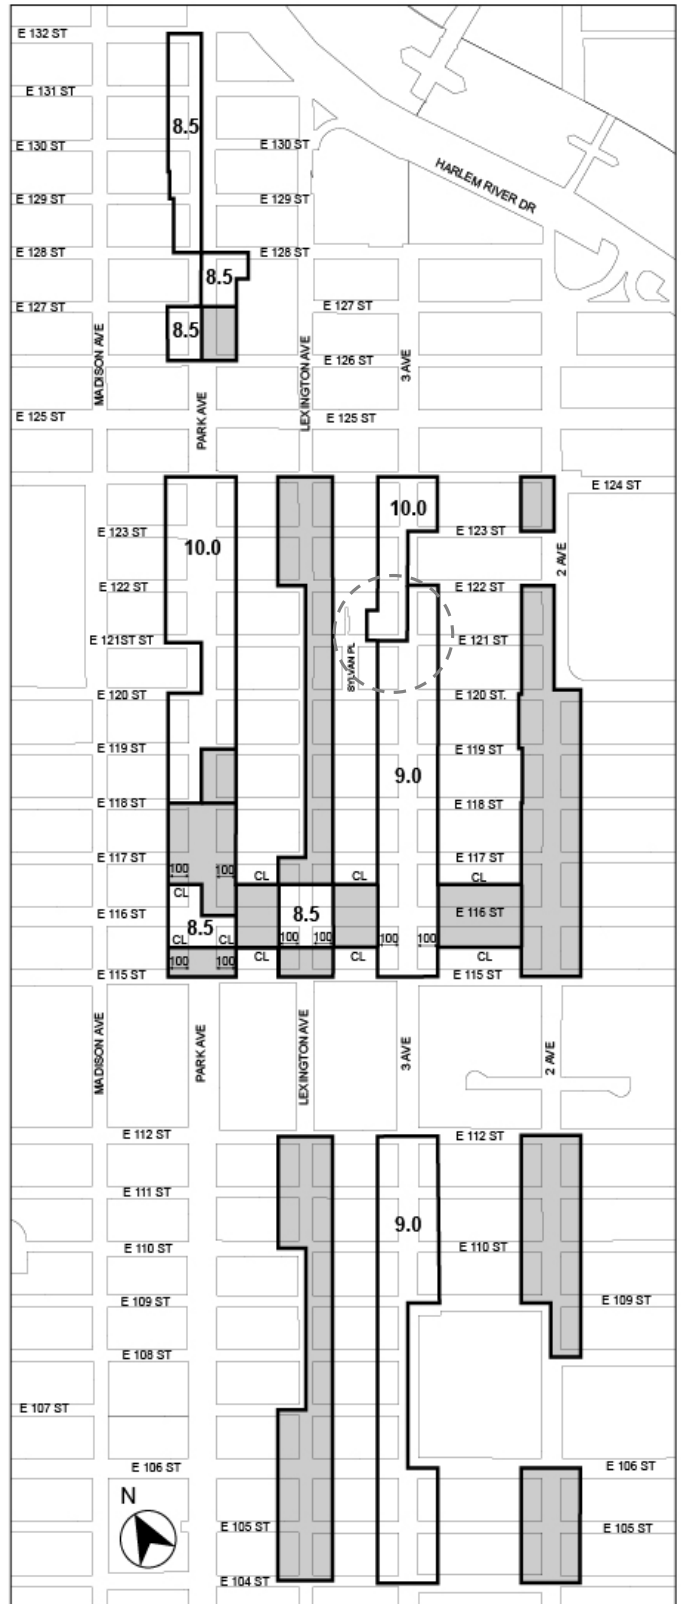 E 132 ST
E 131 ST
8.5
E 130 ST
E 130 ST
HARLEM RIVER DR
E 129 ST
E 129 ST
E 128 ST
E 128 ST
8.5
E 127 ST
E 127 ST
8.5
MADISON AVE
LEXINGTON AVE
3 AVE
E 126 ST
PARK AVE
E 125 ST
E 125 ST
E 124 ST
10.0
E 123 ST
E 123 ST
10.0
2 AVE
E 122 ST
E 122 ST
E 121ST ST
E 121 ST
SYLVAN PL
E 120 ST
E 120 ST.
E 119 ST
E 119 ST
9.0
E 118 ST
E 118 ST
E 117 ST
E 117 ST
100
100
CL
CL
CL
CL
E 116 ST
8.5
E 116 ST
8.5
CL
CL
100
100
100
100
CL
CL
CL
100
100
E 115 ST
E 115 ST
MADISON AVE
PARK AVE
LEXINGTON AVE
3 AVE
2 AVE
E 112 ST
E 112 ST
E 111 ST
9.0
E 110 ST
E 110 ST
E 109 ST
E 109 ST
E 108 ST
E 107 ST
E 106 ST
E 106 ST
N
E 105 ST
E 105 ST
E 104 ST